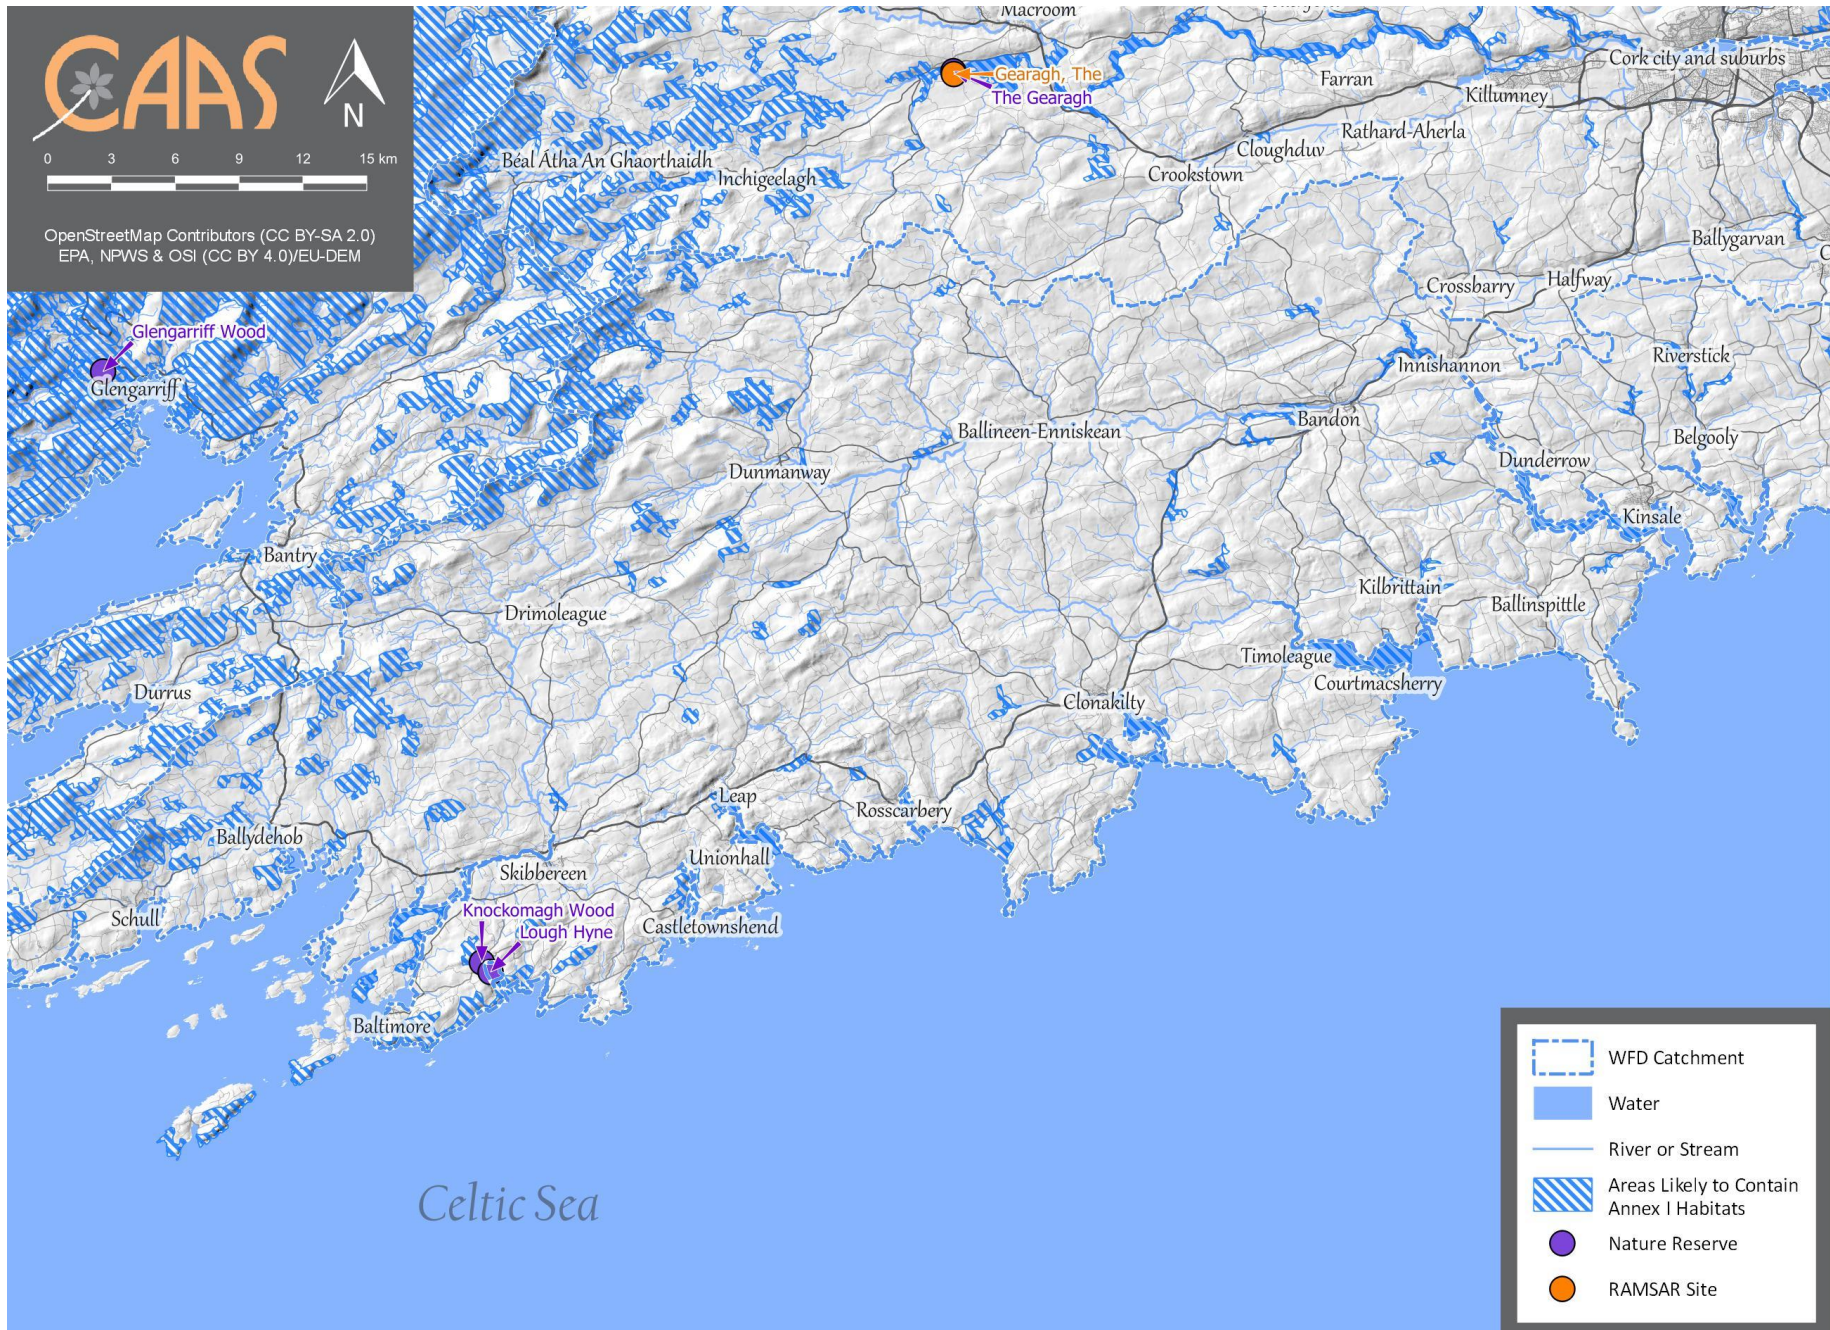 CAAS
N
0 3 6 9 12 15 km
OpenStreetMap Contributors (CC BY-SA 2.0)
EPA, NPWS & OSI (CC BY 4.0)/EU-DEM
Macroom
Cork city and suburbs
Gearagh, The
The Gearagh
Farran
Killumney
Rathard-Aherla
Cloughduv
Béal Átha An Ghaorthaidh
Inchigeelagh
Crookstown
Ballygarvan
Crossbarry
Halfway
Glengarriff Wood
Glengarriff
Innishannon
Riverstick
Bandon
Ballineen-Enniskean
Belgooly
Dunmanway
Dunderrow
Kinsale
Bantry
Kilbrittain
Ballinspittle
Drimoleague
Timoleague
Courtmacsherry
Durrus
Clonakilty
Leap
Rosscarbery
Ballydehob
Unionhall
Skibbereen
Schull
Knockomagh Wood
Lough Hyne
Castletownshend
Baltimore
Celtic Sea
WFD Catchment
Water
River or Stream
Areas Likely to Contain
Annex I Habitats
Nature Reserve
RAMSAR Site